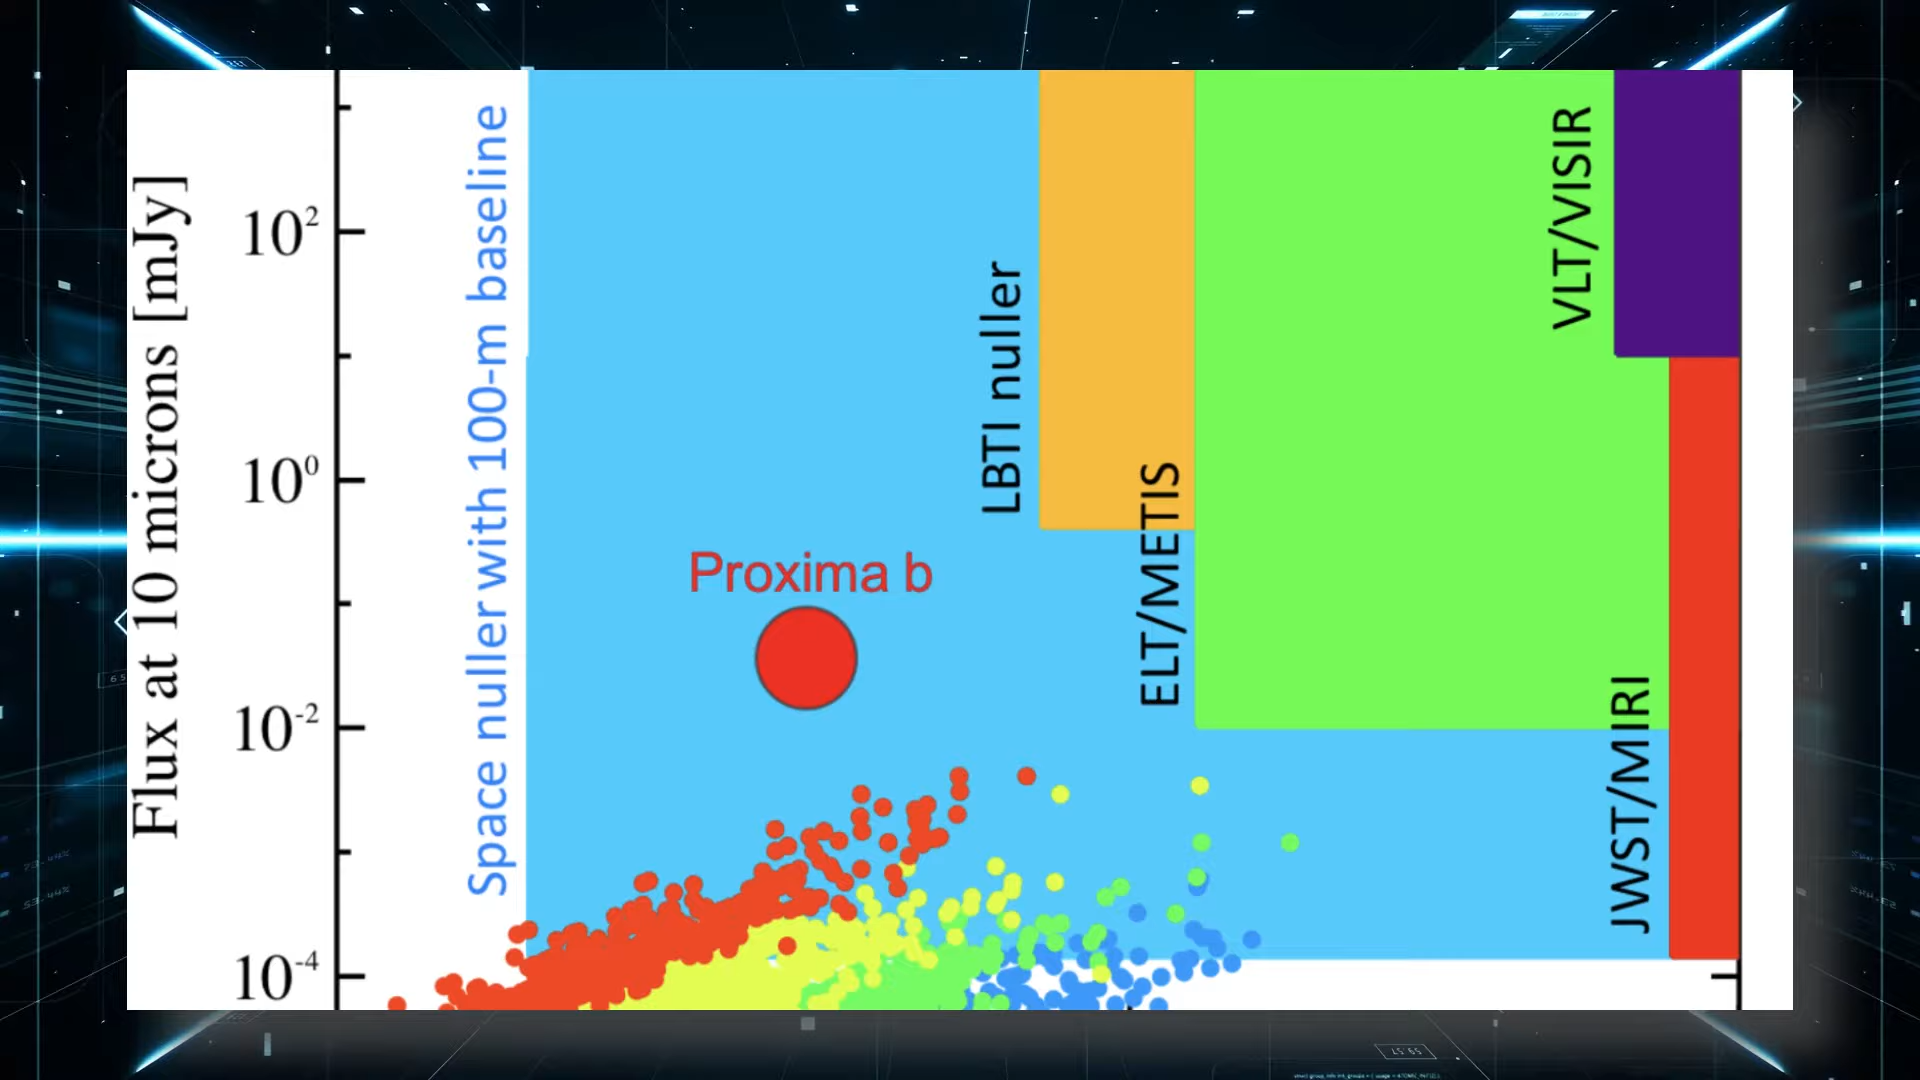 Flux at 10 microns [mJy]
10²
10⁰
10⁻²
10⁻⁴
Space nuller with 100-m baseline
Proxima b
LBTI nuller
ELT/METIS
VLT/VISIR
JWST/MIRI